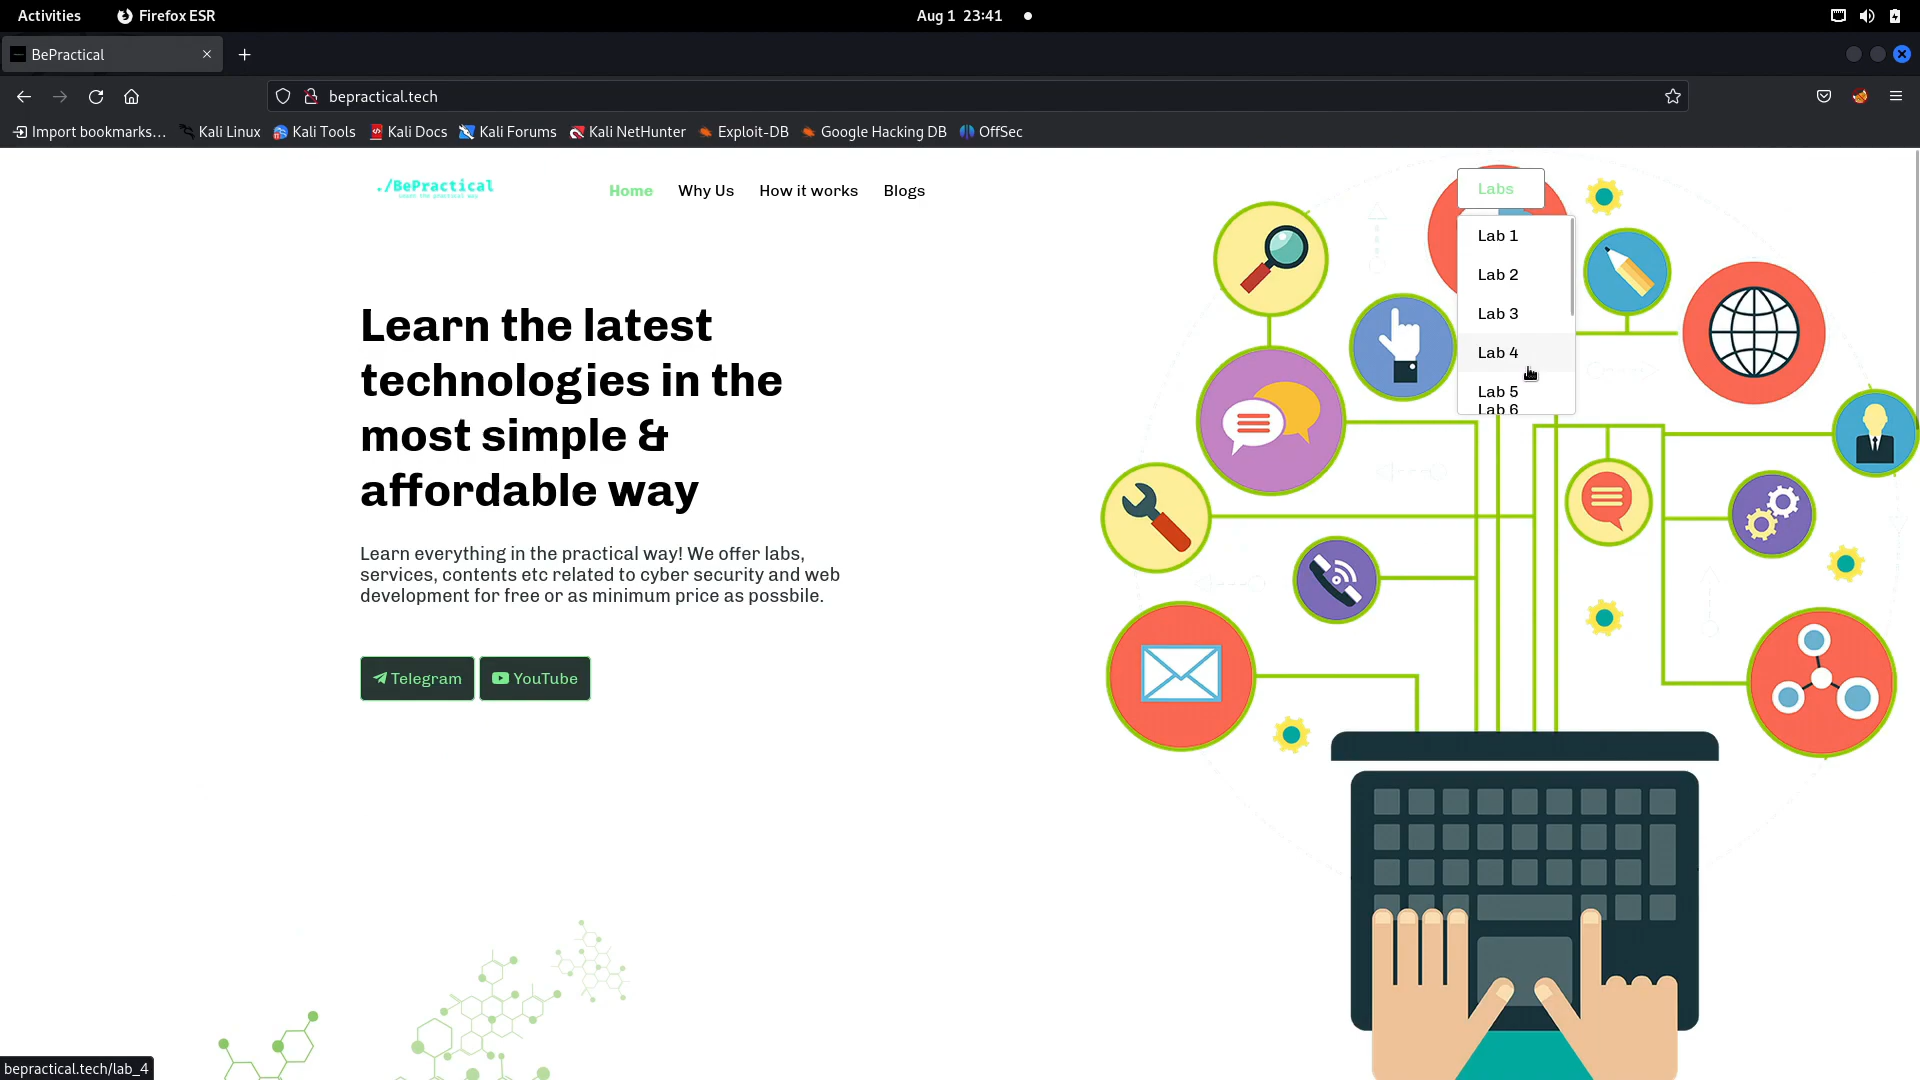 Activities
Firefox ESR
Aug 1 23:41
BePractical
bepractical.tech
Import bookmarks...
Kali Linux
Kali Tools
Kali Docs
Kali Forums
Kali NetHunter
Exploit-DB
Google Hacking DB
OffSec
./BePractical
Learn the practical way
Home
Why Us
How it works
Blogs
Labs
Lab 1
Lab 2
Lab 3
Lab 4
Lab 5
Lab 6
Learn the latest
technologies in the
most simple &
affordable way
Learn everything in the practical way! We offer labs,
services, contents etc related to cyber security and web
development for free or as minimum price as possbile.
Telegram
YouTube
bepractical.tech/lab_4